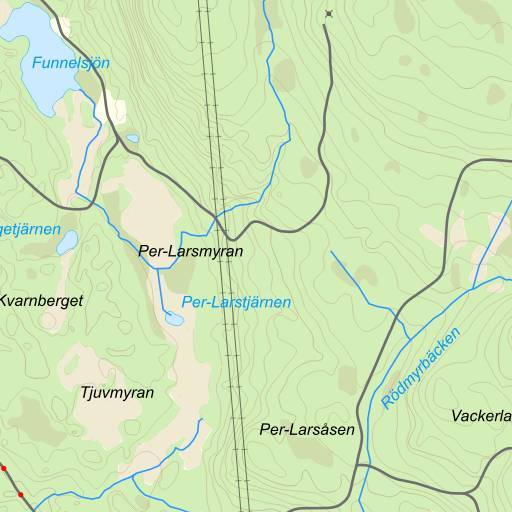 Funnelsjön
getjärnen
Per-Larsmyran
Kvarnberget
Per-Larstjärnen
Rödmyrbäcken
Tjuvmyran
Vackerla
Per-Larsåsen